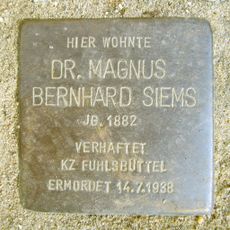 HIER WOHNTE
DR. MAGNUS
BERNHARD SIEMS
JG. 1882
VERHAFTET
KZ FUHLSBÜTTEL
ERMORDET 14.7.1938